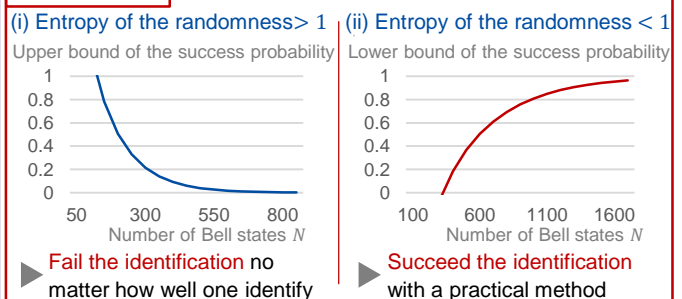 (i) Entropy of the randomness> 1
Upper bound of the success probability
1
0.8
0.6
0.4
0.2
0
50 300 550 800
Number of Bell states N
Fail the identification no
matter how well one identify
(ii) Entropy of the randomness < 1
Lower bound of the success probability
1
0.8
0.6
0.4
0.2
0
100 600 1100 1600
Number of Bell states N
Succeed the identification
with a practical method